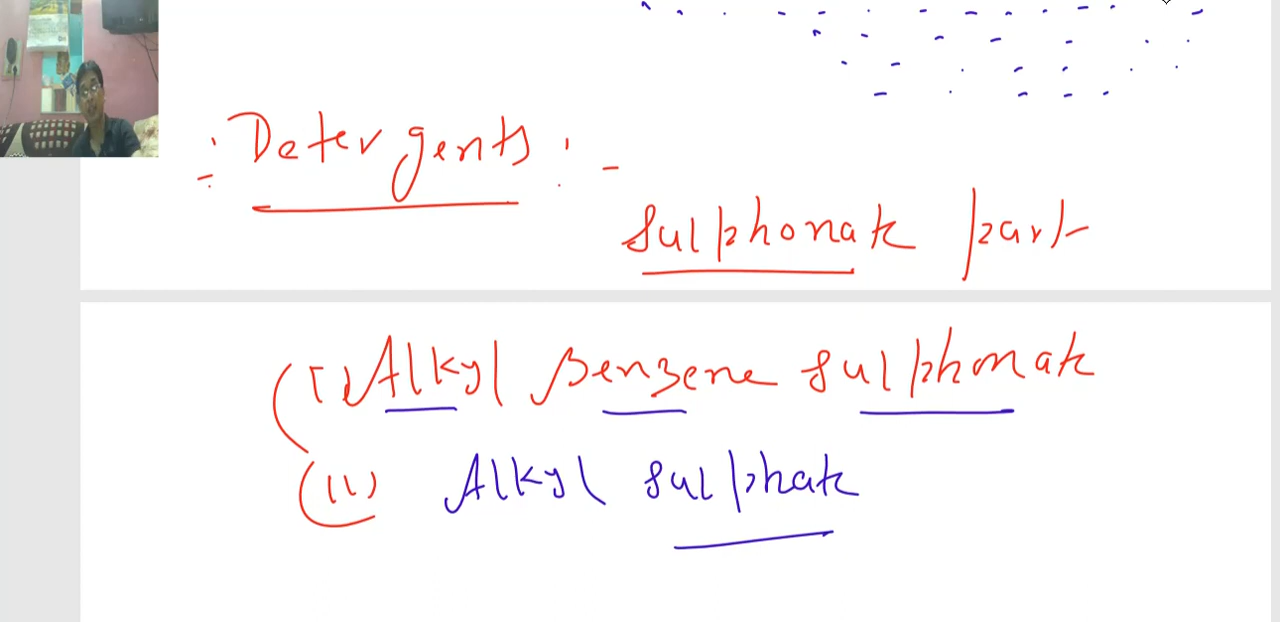 :- Detergents :-
Sulphonate part
(I) Alkyl Benzene Sulphonate
(II) Alkyl Sulphate